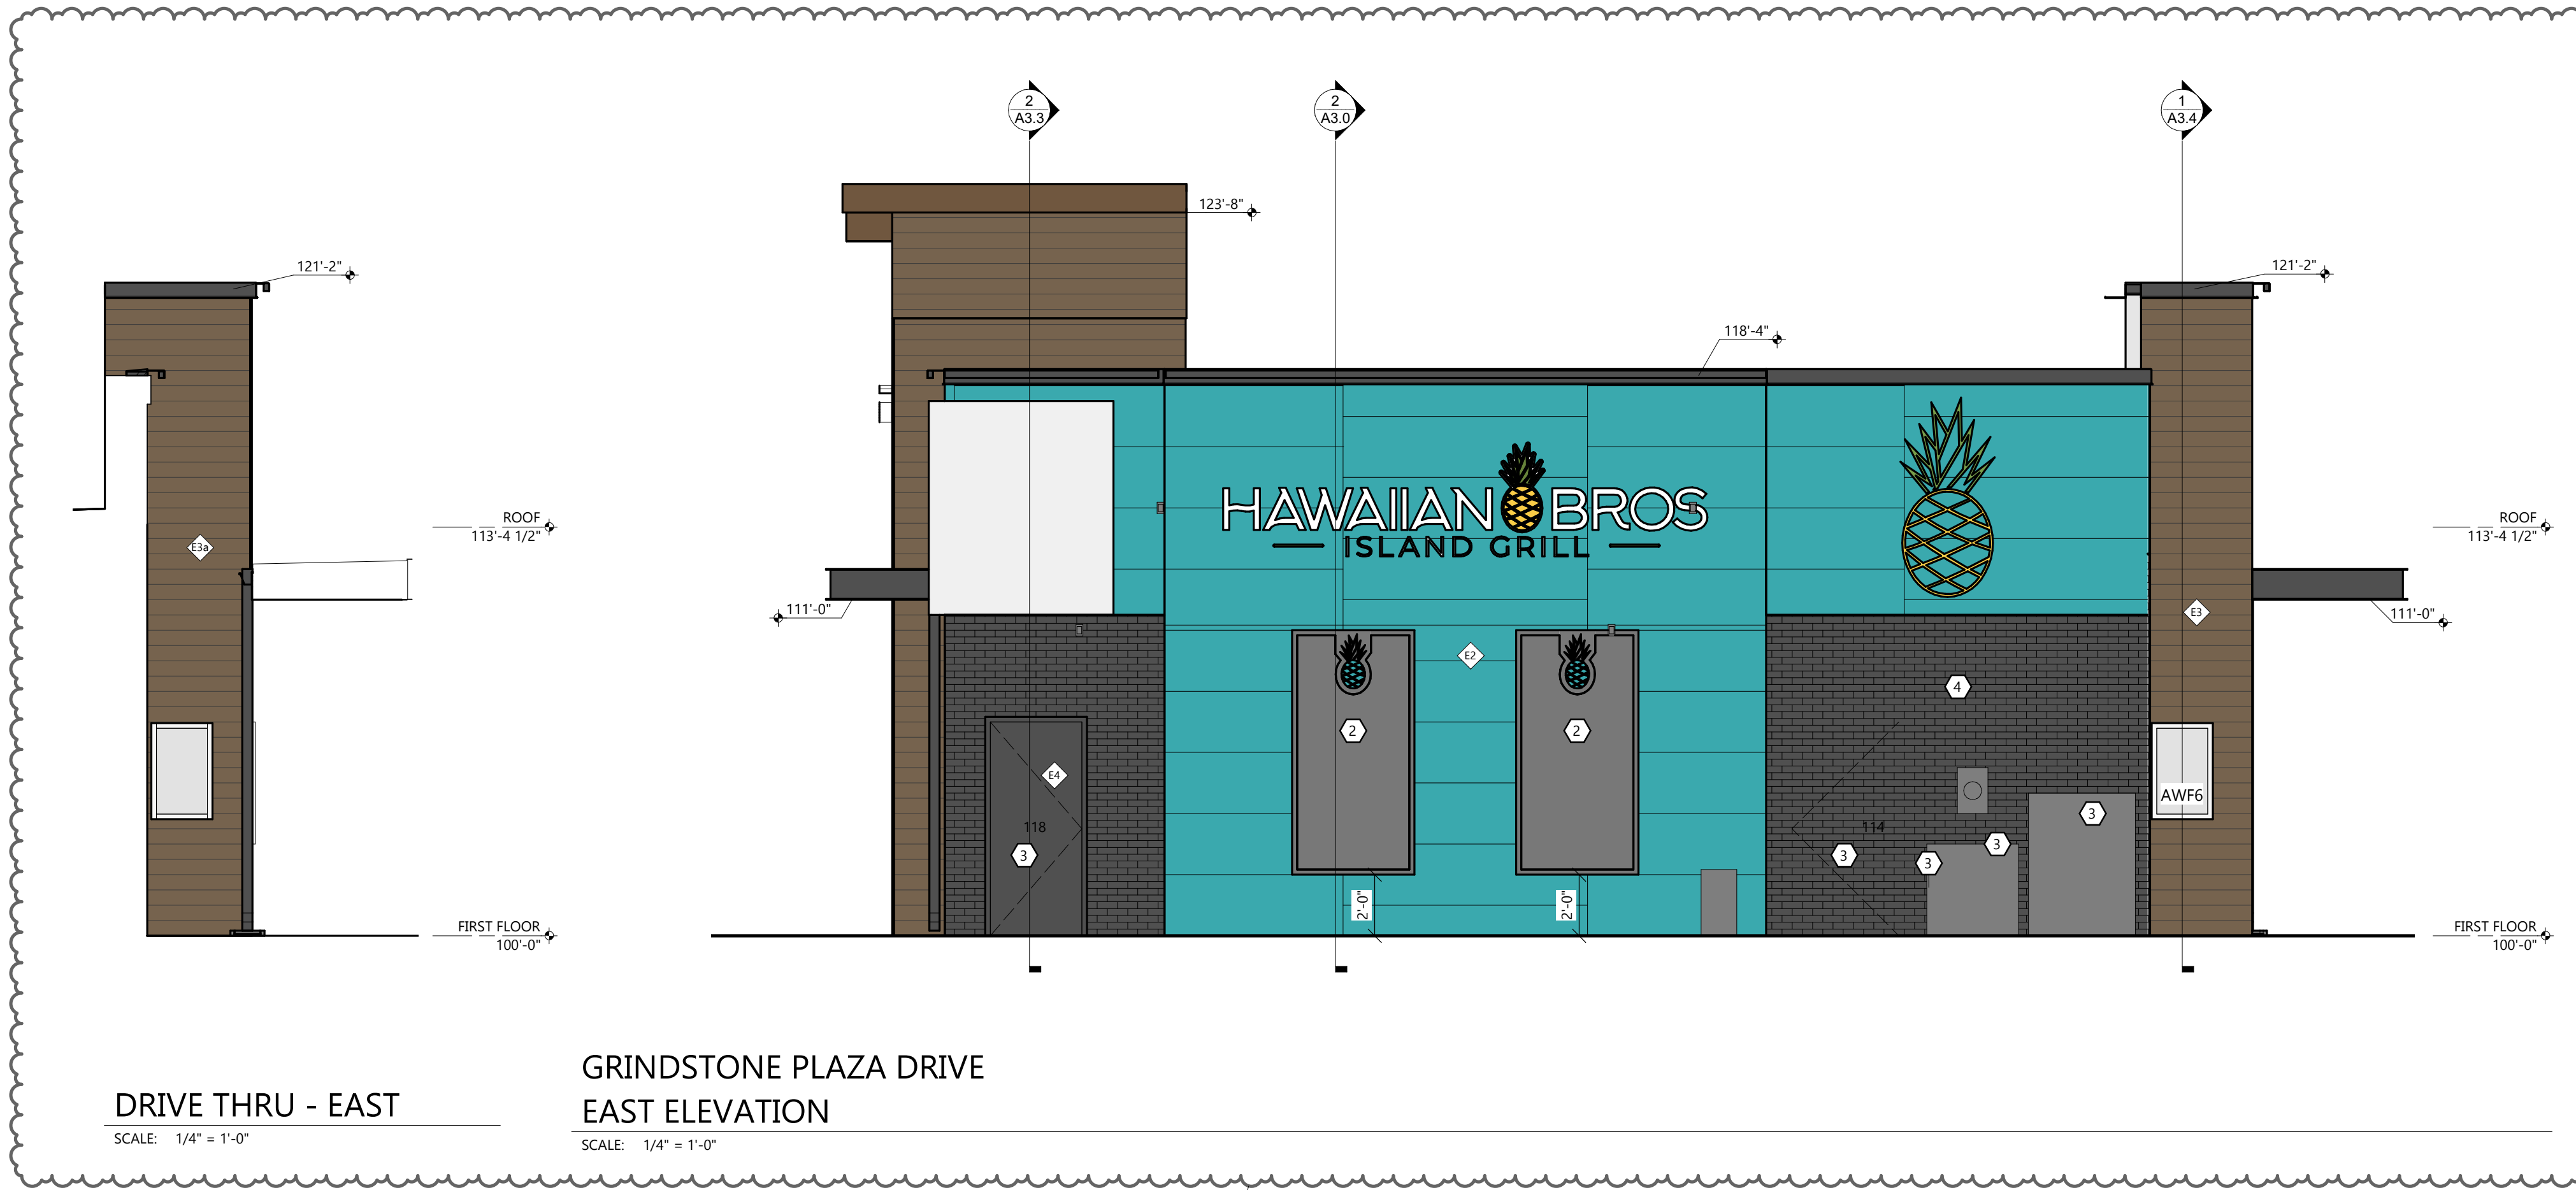 2
A3.3
2
A3.0
1
A3.4
123'-8"
121'-2"
121'-2"
118'-4"
HAWAIIAN BROS
ISLAND GRILL
ROOF
113'-4 1/2"
ROOF
113'-4 1/2"
E3a
111'-0"
E3
111'-0"
E2
4
2
2
E4
AWF6
3
118
114
3
3
3
3
2'-0"
2'-0"
FIRST FLOOR
100'-0"
FIRST FLOOR
100'-0"
DRIVE THRU - EAST
SCALE: 1/4" = 1'-0"
GRINDSTONE PLAZA DRIVE
EAST ELEVATION
SCALE: 1/4" = 1'-0"